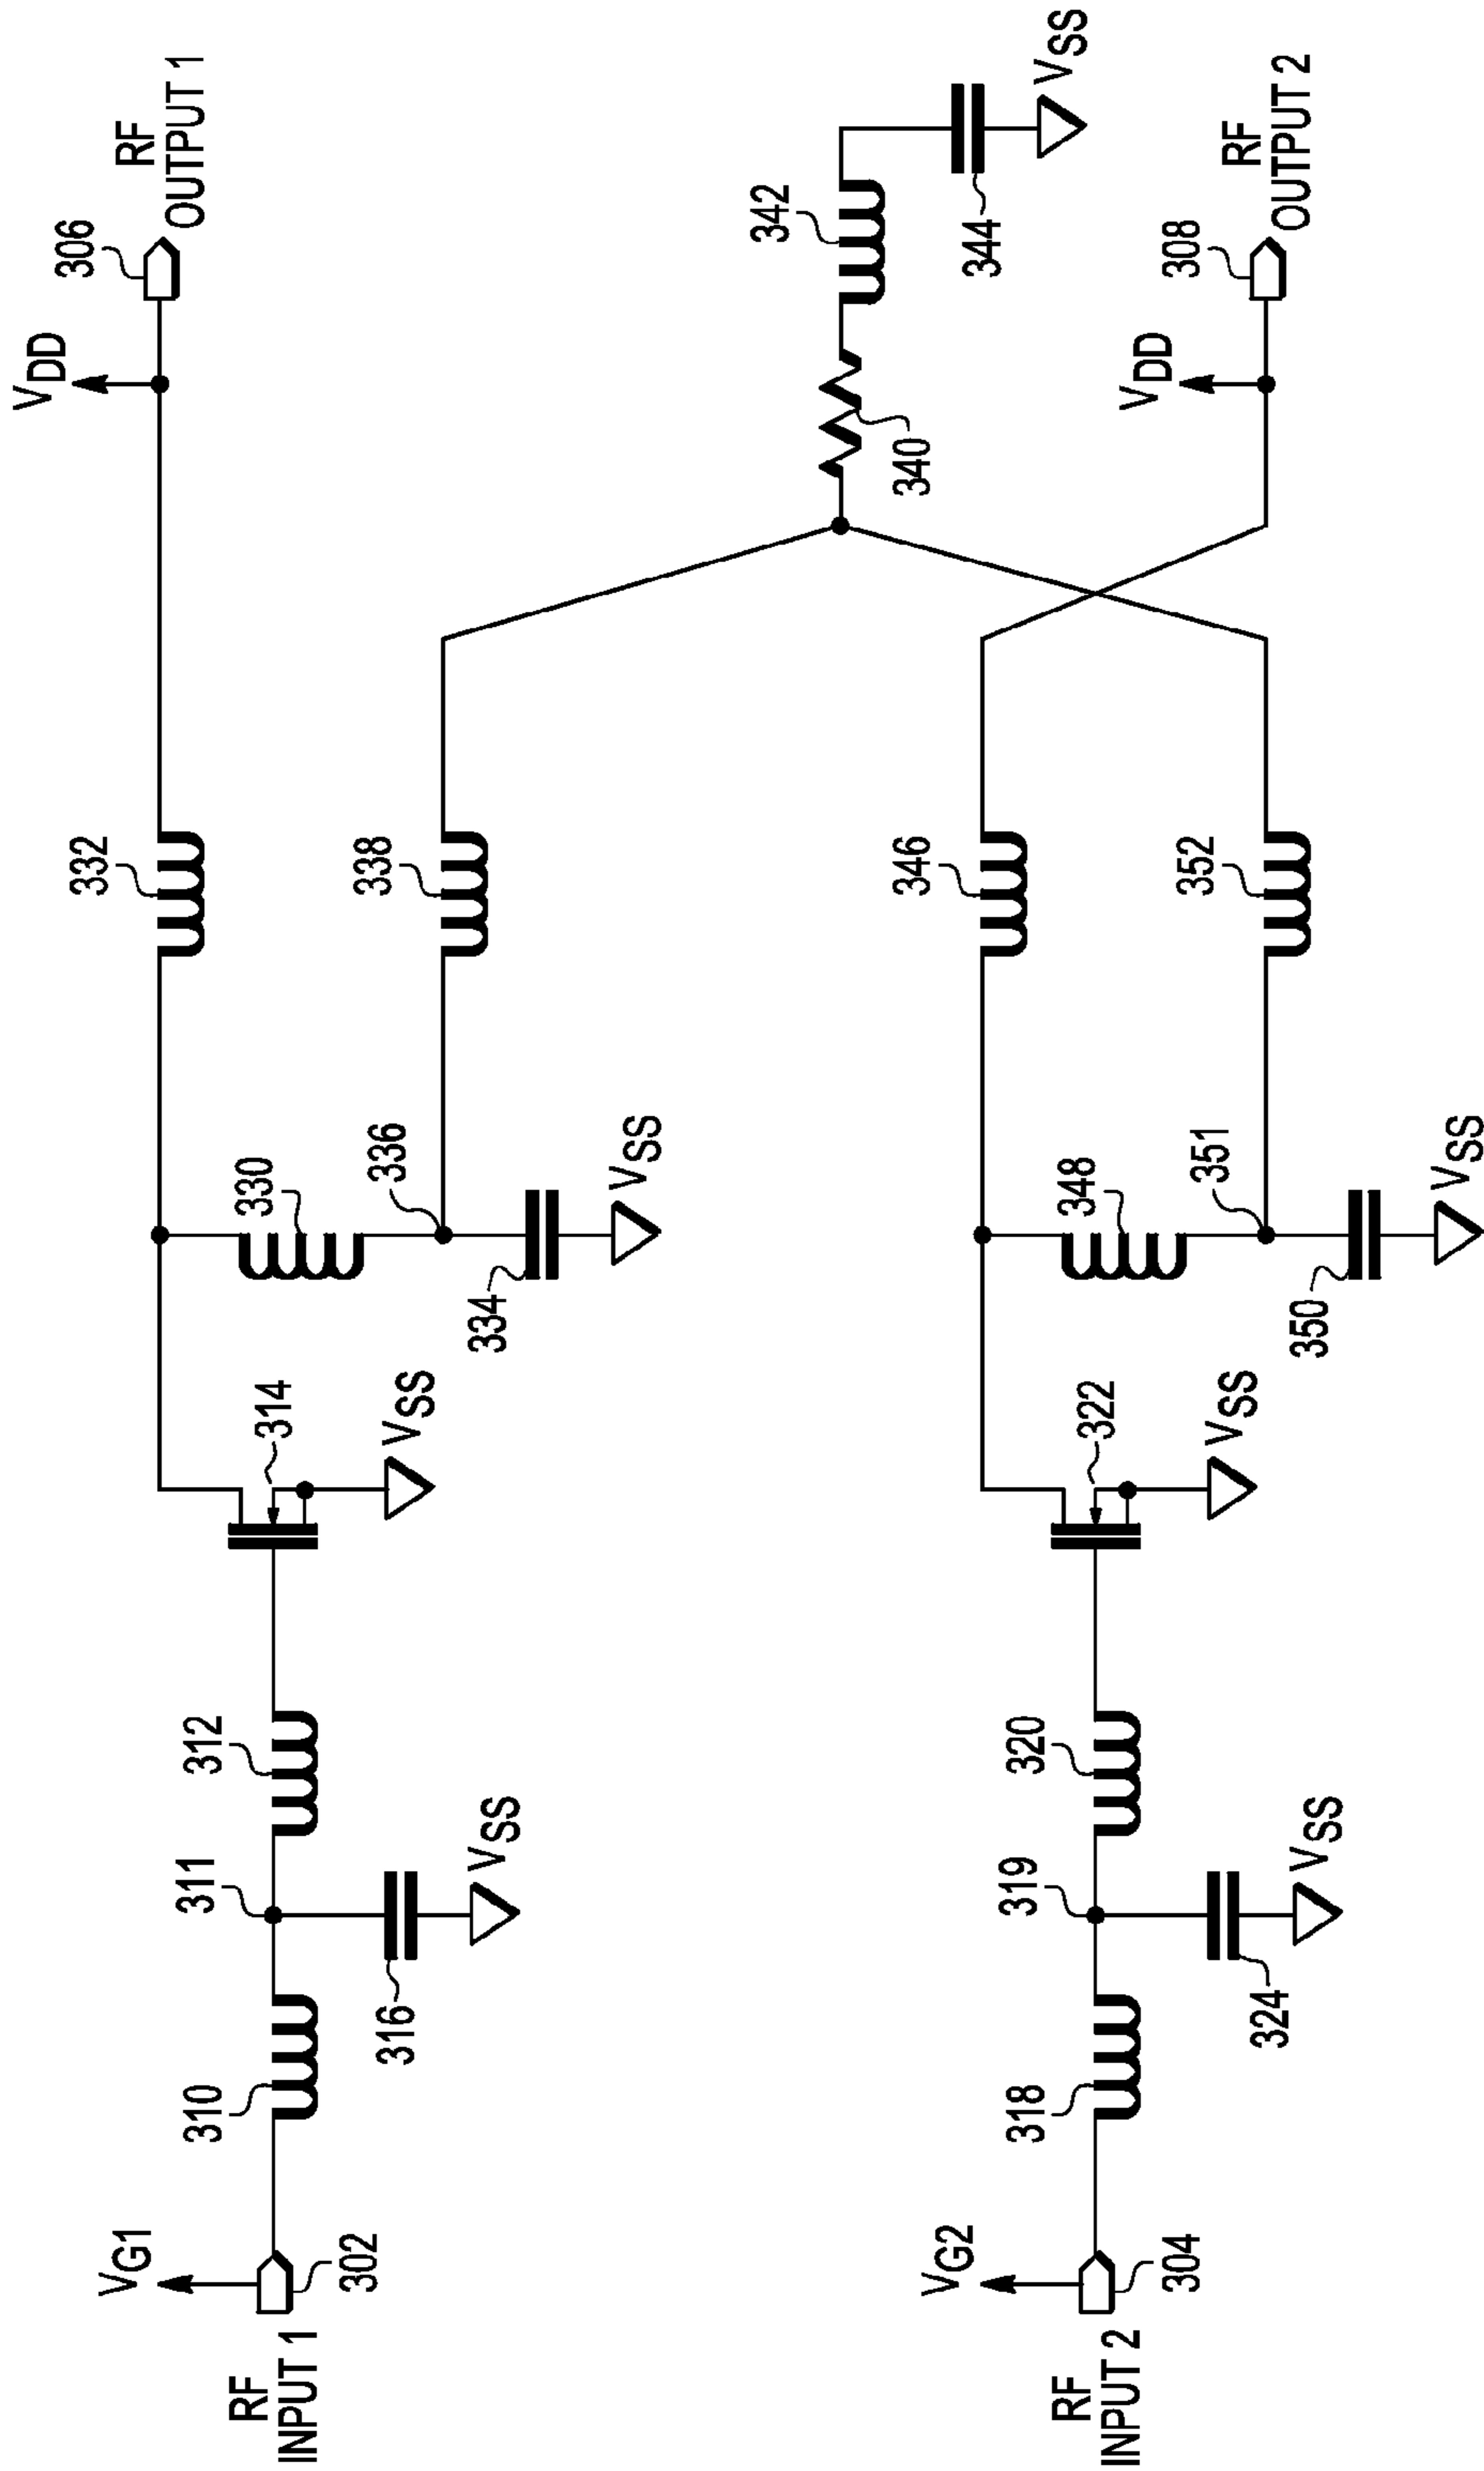 RF
INPUT 1
VG1
302
310
311
316
VSS
312
314
VSS
330
334
336
VSS
332
338
VDD
306
RF
OUTPUT 1
340
342
344
VSS
RF
INPUT 2
VG2
304
318
319
324
VSS
320
322
VSS
348
350
351
VSS
346
352
VDD
308
RF
OUTPUT 2